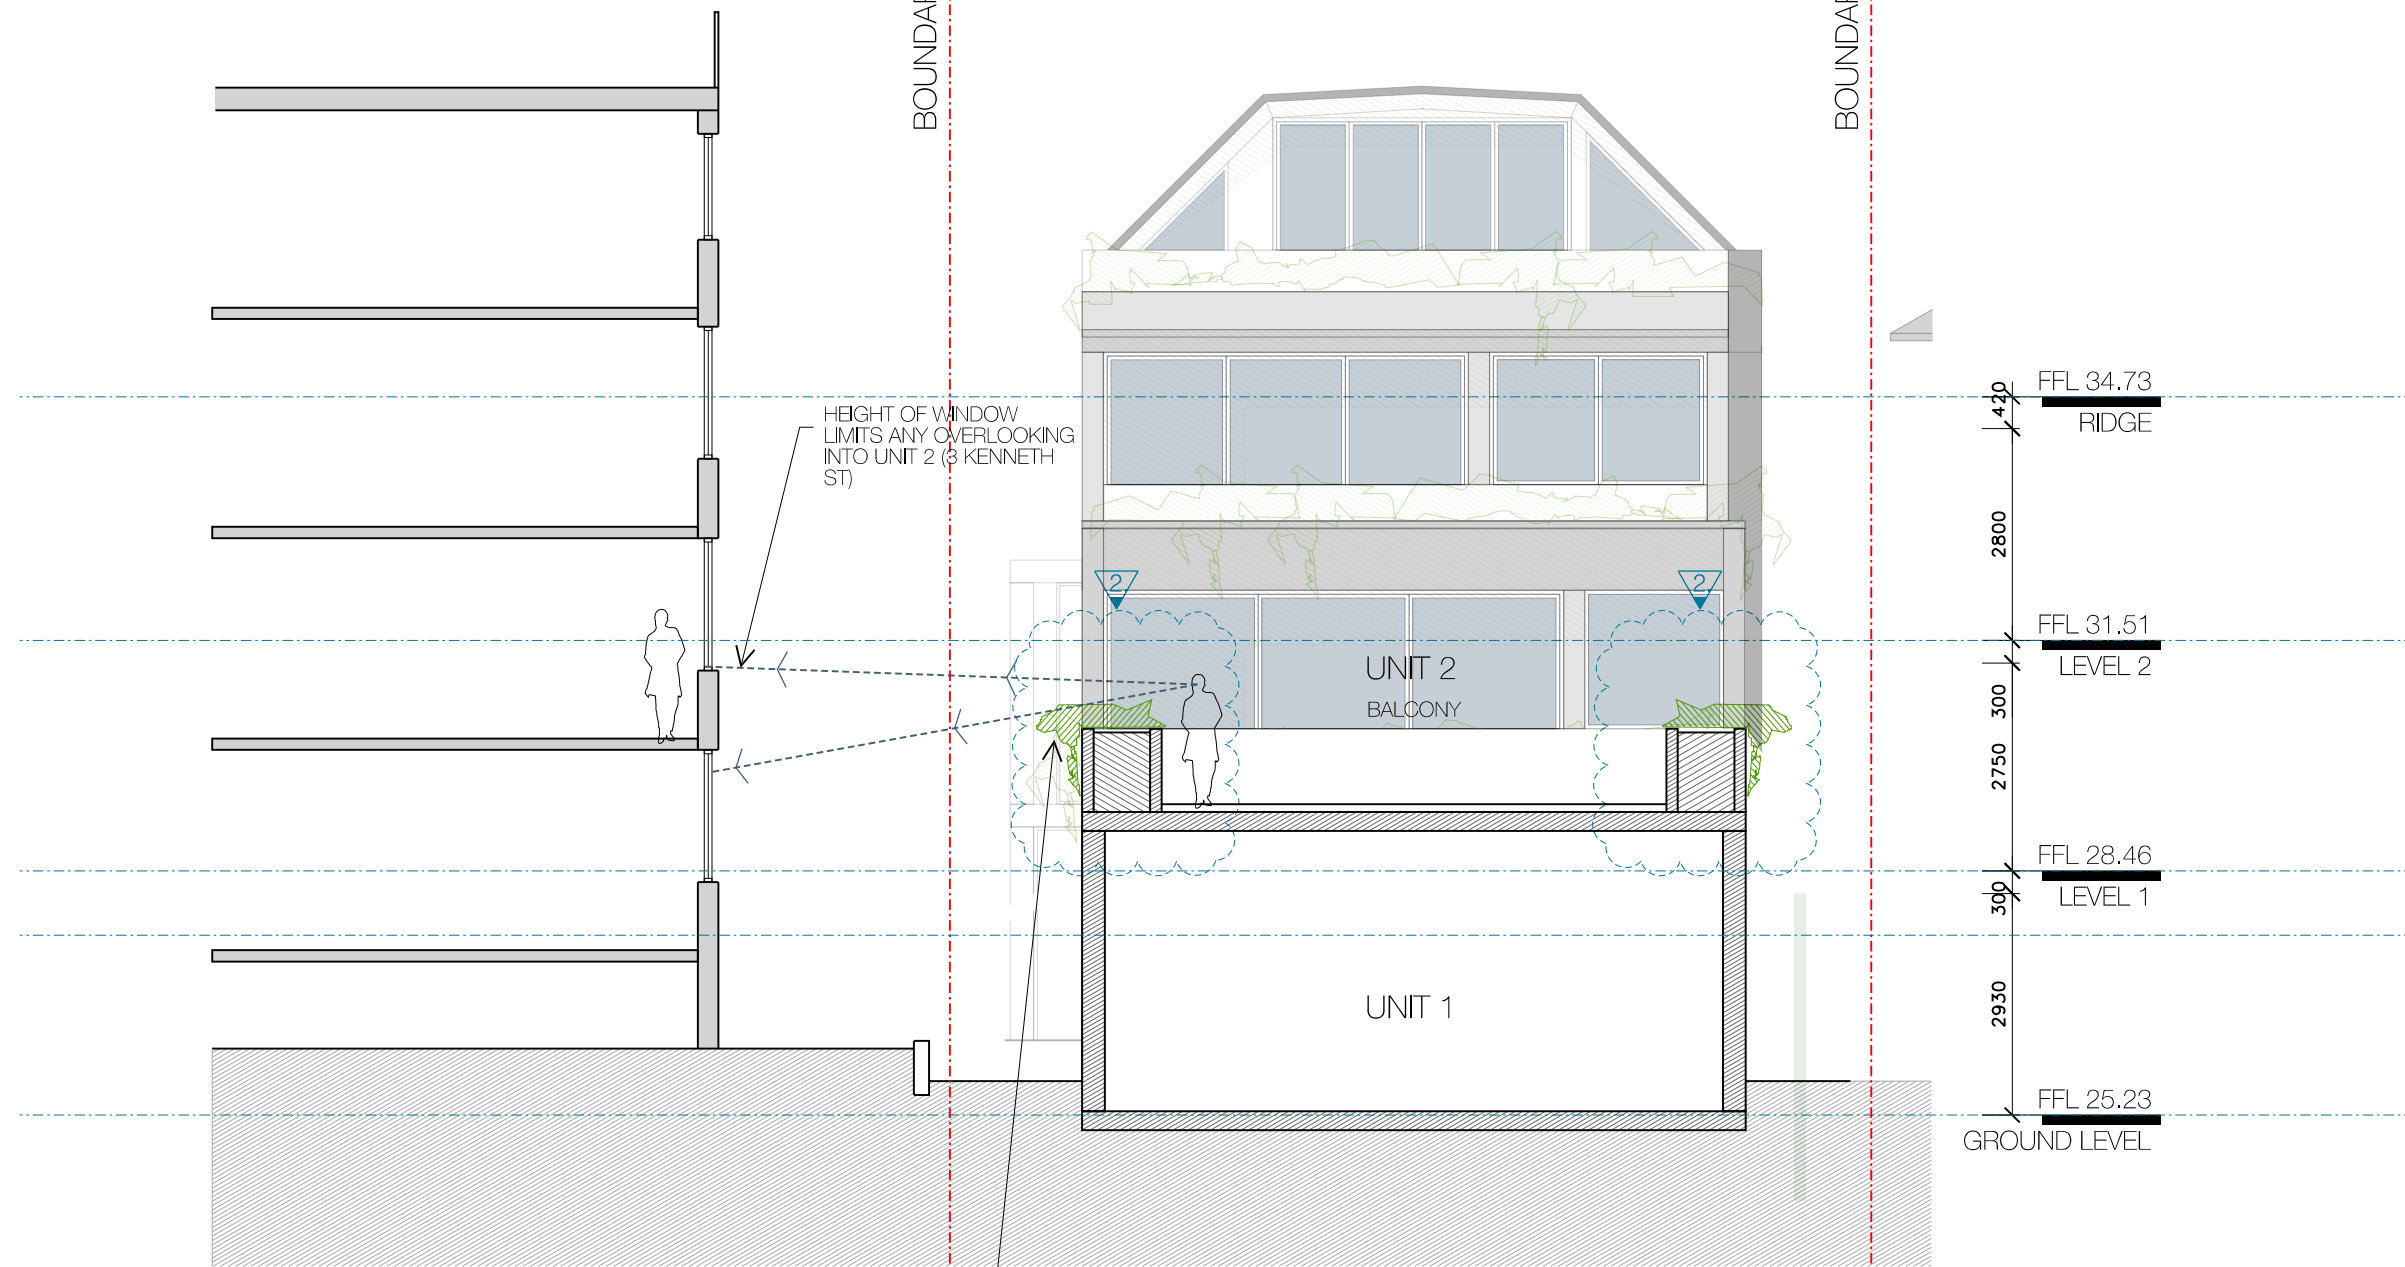 BOUNDAR
BOUNDAR
HEIGHT OF WINDOW
LIMITS ANY OVERLOOKING
INTO UNIT 2 (3 KENNETH
ST)
2
2
UNIT 2
BALCONY
UNIT 1
420
2800
300
2750
300
2930
FFL 34.73
RIDGE
FFL 31.51
LEVEL 2
FFL 28.46
LEVEL 1
FFL 25.23
GROUND LEVEL